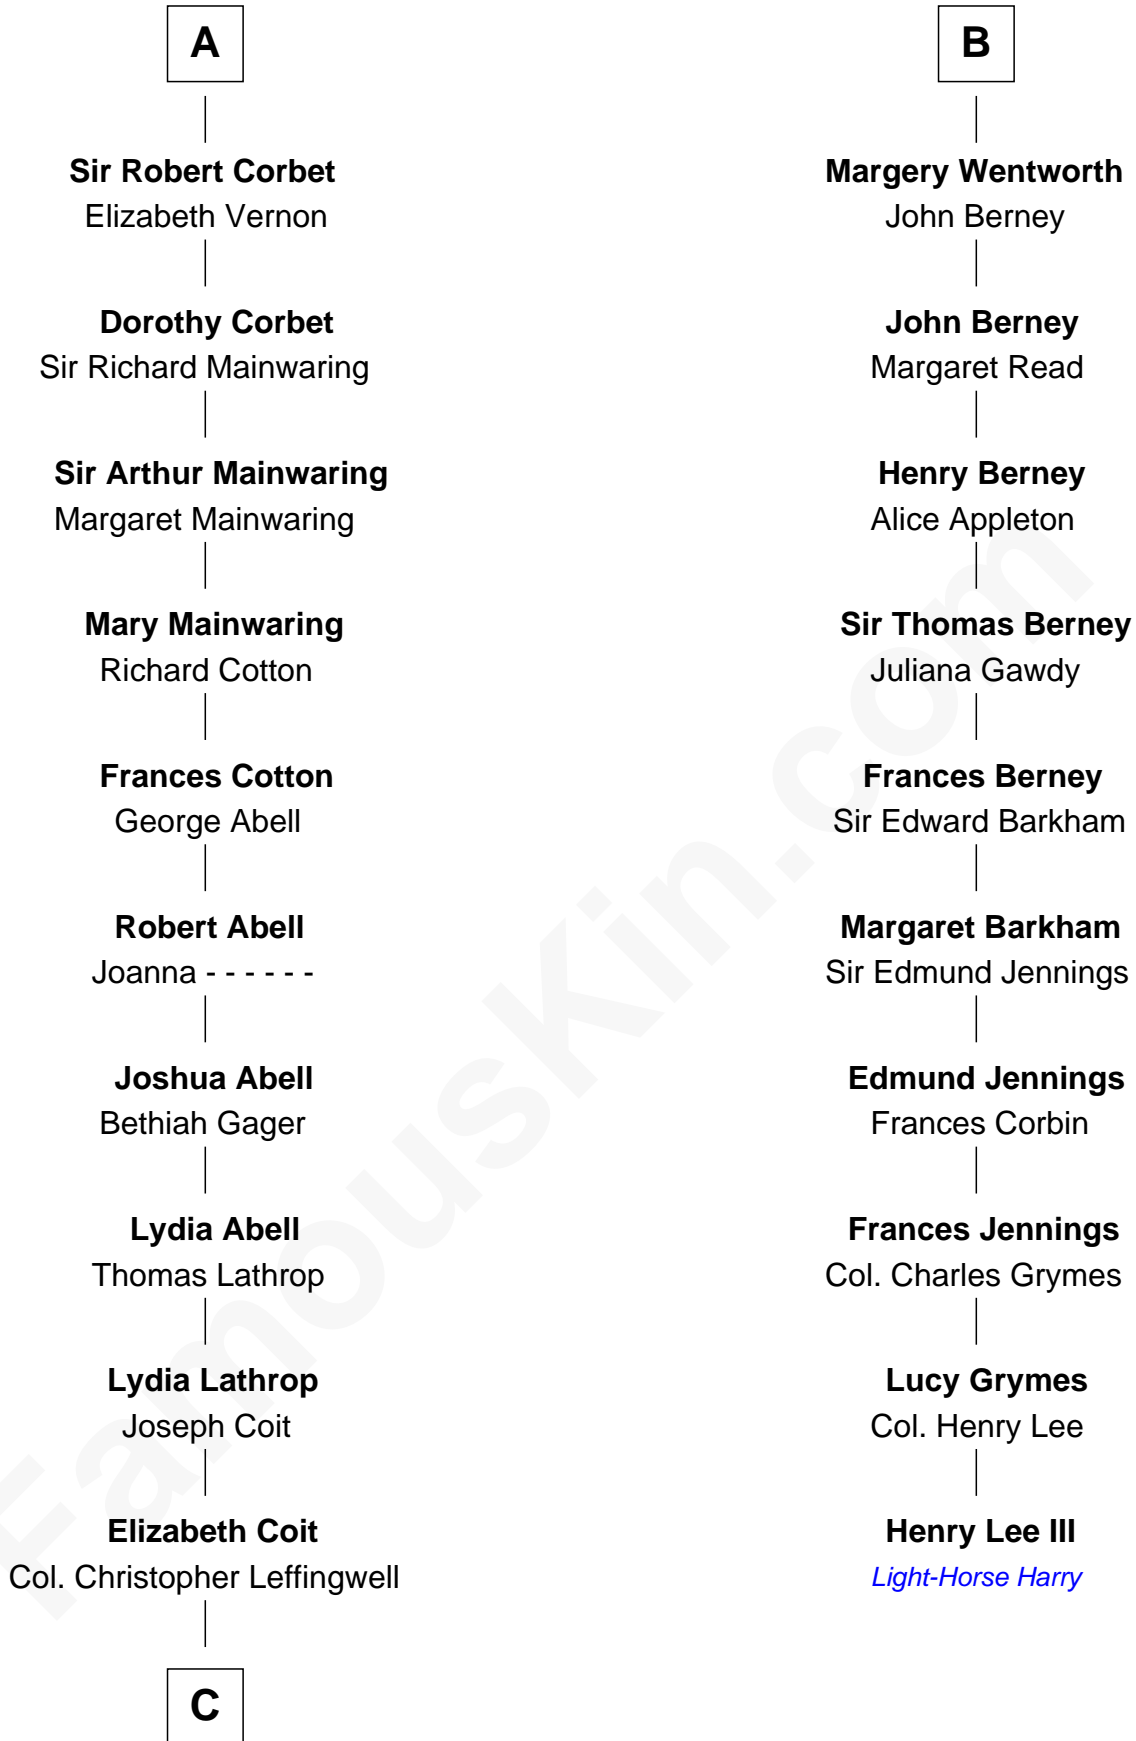 A
Sir Robert Corbet
Elizabeth Vernon
Dorothy Corbet
Sir Richard Mainwaring
Sir Arthur Mainwaring
Margaret Mainwaring
Mary Mainwaring
Richard Cotton
Frances Cotton
George Abell
Robert Abell
Joanna - - - - - -
Joshua Abell
Bethiah Gager
Lydia Abell
Thomas Lathrop
Lydia Lathrop
Joseph Coit
Elizabeth Coit
Col. Christopher Leffingwell
C
B
Margery Wentworth
John Berney
John Berney
Margaret Read
Henry Berney
Alice Appleton
Sir Thomas Berney
Juliana Gawdy
Frances Berney
Sir Edward Barkham
Margaret Barkham
Sir Edmund Jennings
Edmund Jennings
Frances Corbin
Frances Jennings
Col. Charles Grymes
Lucy Grymes
Col. Henry Lee
Henry Lee III
Light-Horse Harry
FamousKin.com